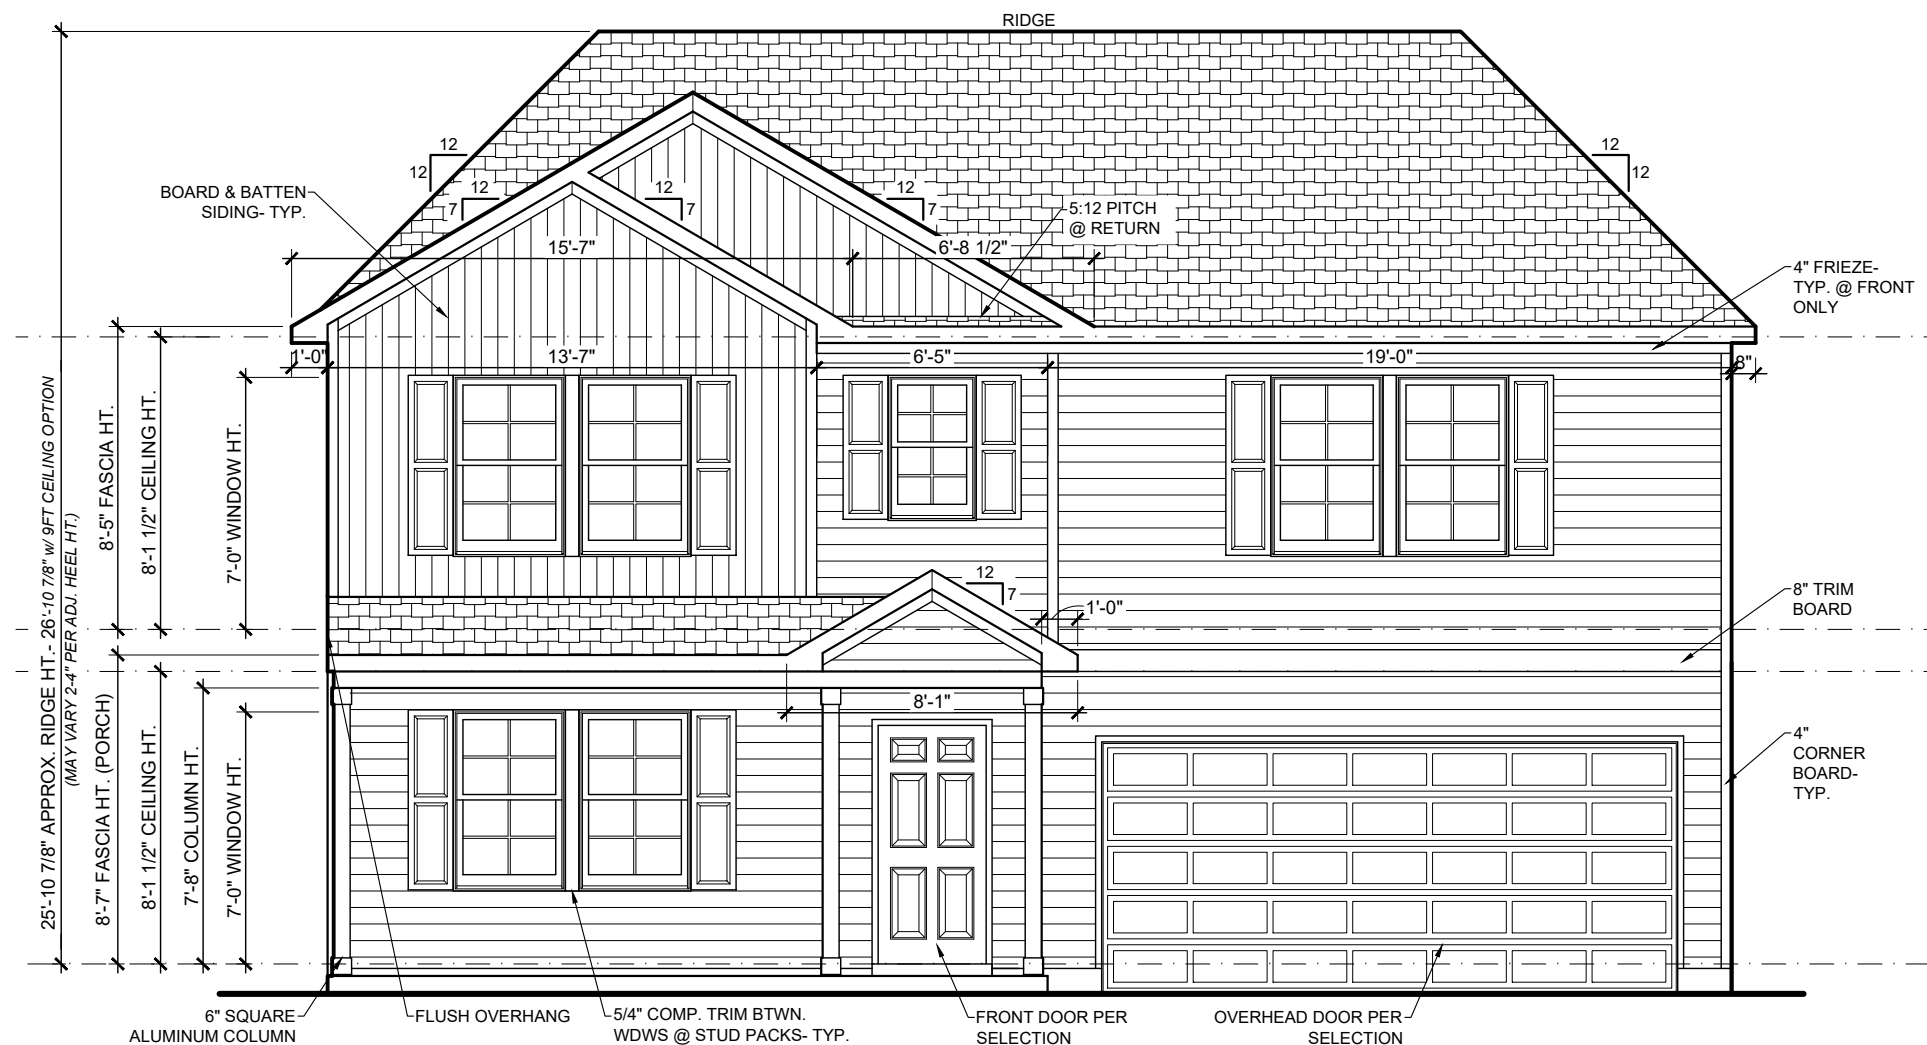 RIDGE
12
12
12
7
12
7
12
7
12
12
BOARD & BATTEN
SIDING- TYP.
5:12 PITCH
@ RETURN
15'-7"
6'-8 1/2"
4" FRIEZE-
TYP. @ FRONT
ONLY
1'-0"
13'-7"
6'-5"
19'-0"
8"
25'-10 7/8" APPROX. RIDGE HT.- 26'-10 7/8" w/ 9FT CEILING OPTION
(MAY VARY 2-4" PER ADJ. HEEL HT.)
8'-5" FASCIA HT.
8'-1 1/2" CEILING HT.
7'-0" WINDOW HT.
12
7
1'-0"
8" TRIM
BOARD
8'-7" FASCIA HT. (PORCH)
8'-1 1/2" CEILING HT.
7'-8" COLUMN HT.
7'-0" WINDOW HT.
8'-1"
4"
CORNER
BOARD-
TYP.
6" SQUARE
ALUMINUM COLUMN
FLUSH OVERHANG
5/4" COMP. TRIM BTWN.
WDWS @ STUD PACKS- TYP.
FRONT DOOR PER
SELECTION
OVERHEAD DOOR PER
SELECTION